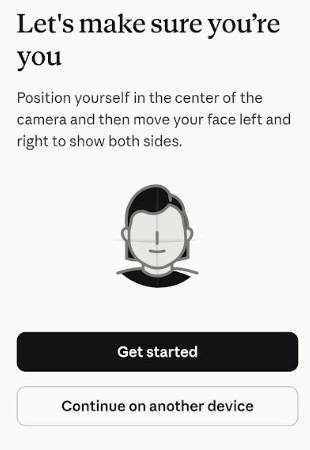 Let's make sure you’re
you
Position yourself in the center of the
camera and then move your face left and
right to show both sides.
Get started
Continue on another device